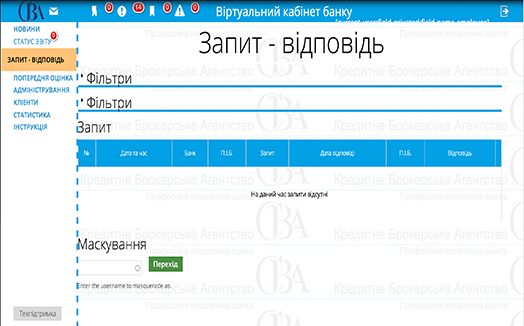 СВА
0 14 0 0
Віртуальний кабінет банку
НОВИНИ
СТАТУС ЗВІТУ 0
ЗАПИТ - ВІДПОВІДЬ
ПОПЕРЕДНЯ ОЦІНКА
АДМІНІСТРУВАННЯ
КЛІЄНТИ
СТАТИСТИКА
ІНСТРУКЦІЯ
Запит - відповідь
Фільтри
Фільтри
Запит
№ Дата та час Банк П.І.Б. Запит Дата відповіді П.І.Б. Відповідь
На даний час запити відсутні
Маскування
Перехід
Enter the username to masquerade as.
Техпідтримка
Кредитне Брокерське Агентство
Професійна незалежна оцінка